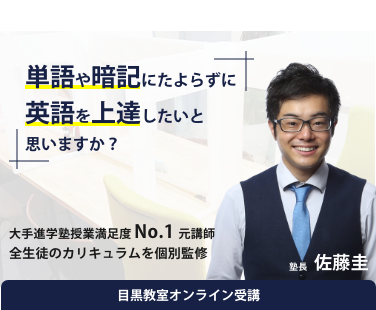 単語や暗記にたよらずに
英語を上達したいと
思いますか？
大手進学塾授業満足度 No.1 元講師
全生徒のカリキュラムを個別監修
塾長 佐藤圭
目黒教室オンライン受講